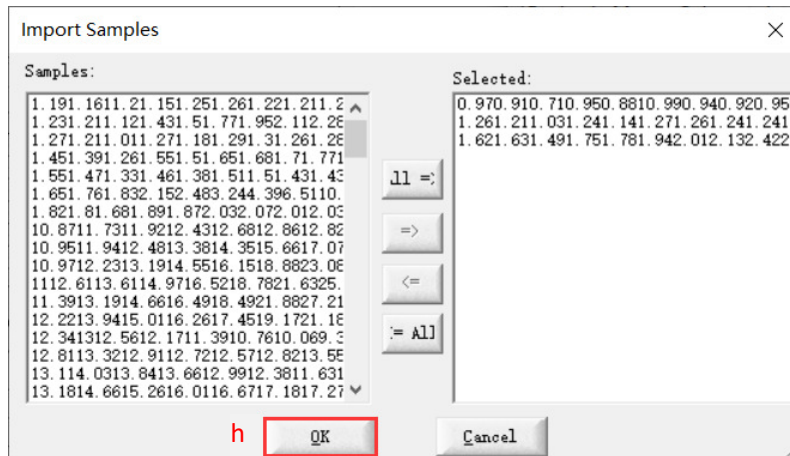 Import Samples
Samples:
1.191.1611.21.151.251.261.221.211.2
1.231.211.121.431.51.771.952.112.28
1.271.211.011.271.181.291.31.261.28
1.451.391.261.551.51.651.681.71.771
1.551.471.331.461.381.511.51.431.43
1.651.761.832.152.483.244.396.5110.
1.821.81.681.891.872.032.072.012.03
10.8711.7311.9212.4312.6812.8612.82
10.9511.9412.4813.3814.3515.6617.07
10.9712.2313.1914.5516.1518.8823.08
1112.6113.6114.9716.5218.7821.6325.
11.3913.1914.6616.4918.4921.8827.21
12.2213.9415.0116.2617.4519.1721.18
12.341312.5612.1711.3910.7610.069.3
12.8113.3212.9112.7212.5712.8213.55
13.114.0313.8413.6612.9912.3811.631
13.1814.6615.2616.0116.6717.1817.27
ll =>
=>
<=
= All
Selected:
0.970.910.710.950.8810.990.940.920.95
1.261.211.031.241.141.271.261.241.241
1.621.631.491.751.781.942.012.132.422
h
OK
Cancel